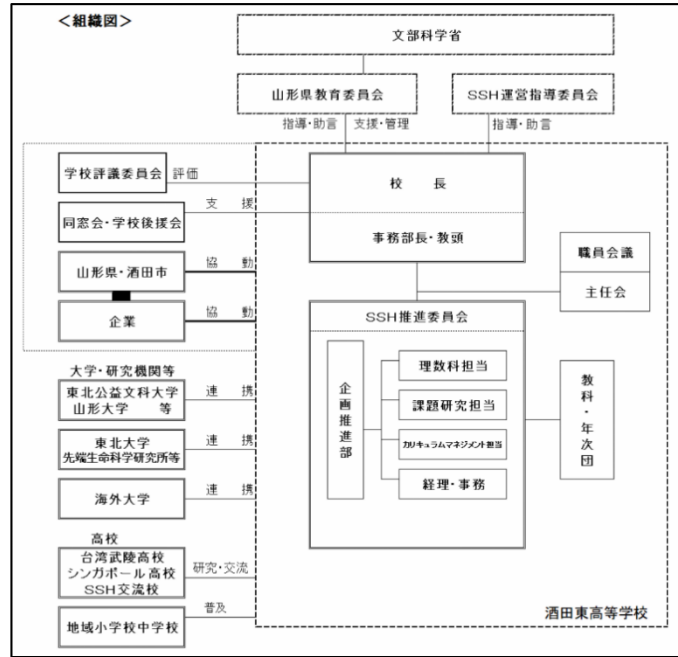 ＜組織図＞
文部科学省
山形県教育委員会
SSH運営指導委員会
指導・助言
支援・管理
指導・助言
学校評議委員会
評価
校　長
同窓会・学校後援会
支　援
事務部長・教頭
山形県・酒田市
協　働
職員会議
主任会
企業
協　働
SSH推進委員会
企画推進部
理数科担当
課題研究担当
カリキュラムマネジメント担当
経理・事務
教科・年次団
大学・研究機関等
東北公益文科大学
山形大学　等
連　携
東北大学
先端生命科学研究所等
連　携
海外大学
連　携
高校
台湾武陵高校
シンガポール高校
SSH交流校
研究・交流
地域小学校中学校
普及
酒田東高等学校